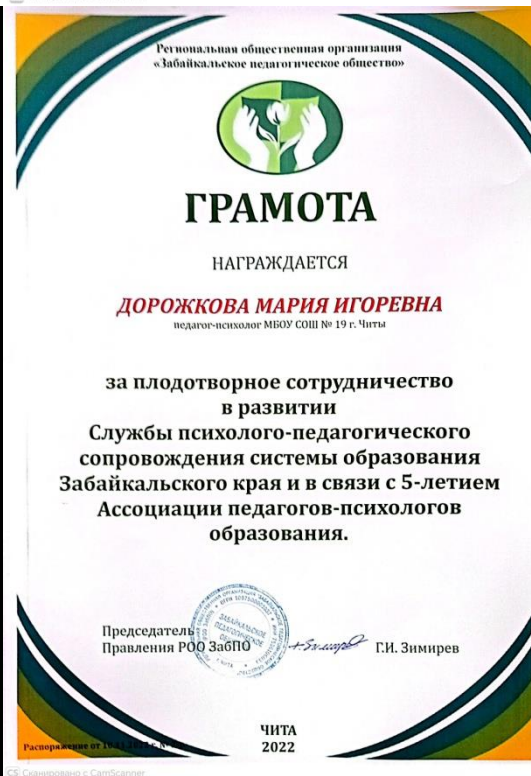 Региональная общественная организация
«Забайкальское педагогическое общество»
ГРАМОТА
НАГРАЖДАЕТСЯ
ДОРОЖКОВА МАРИЯ ИГОРЕВНА
педагог-психолог МБОУ СОШ № 19 г. Читы
за плодотворное сотрудничество
в развитии
Службы психолого-педагогического
сопровождения системы образования
Забайкальского края и в связи с 5-летием
Ассоциации педагогов-психологов
образования.
ЗАБАЙКАЛЬСКОЕ
ПЕДАГОГИЧЕСКОЕ
Председатель
Правления РОО ЗабПО
Г.И. Зимирев
ЧИТА
2022
Распоряжение от
CS Сканировано с CamScanner